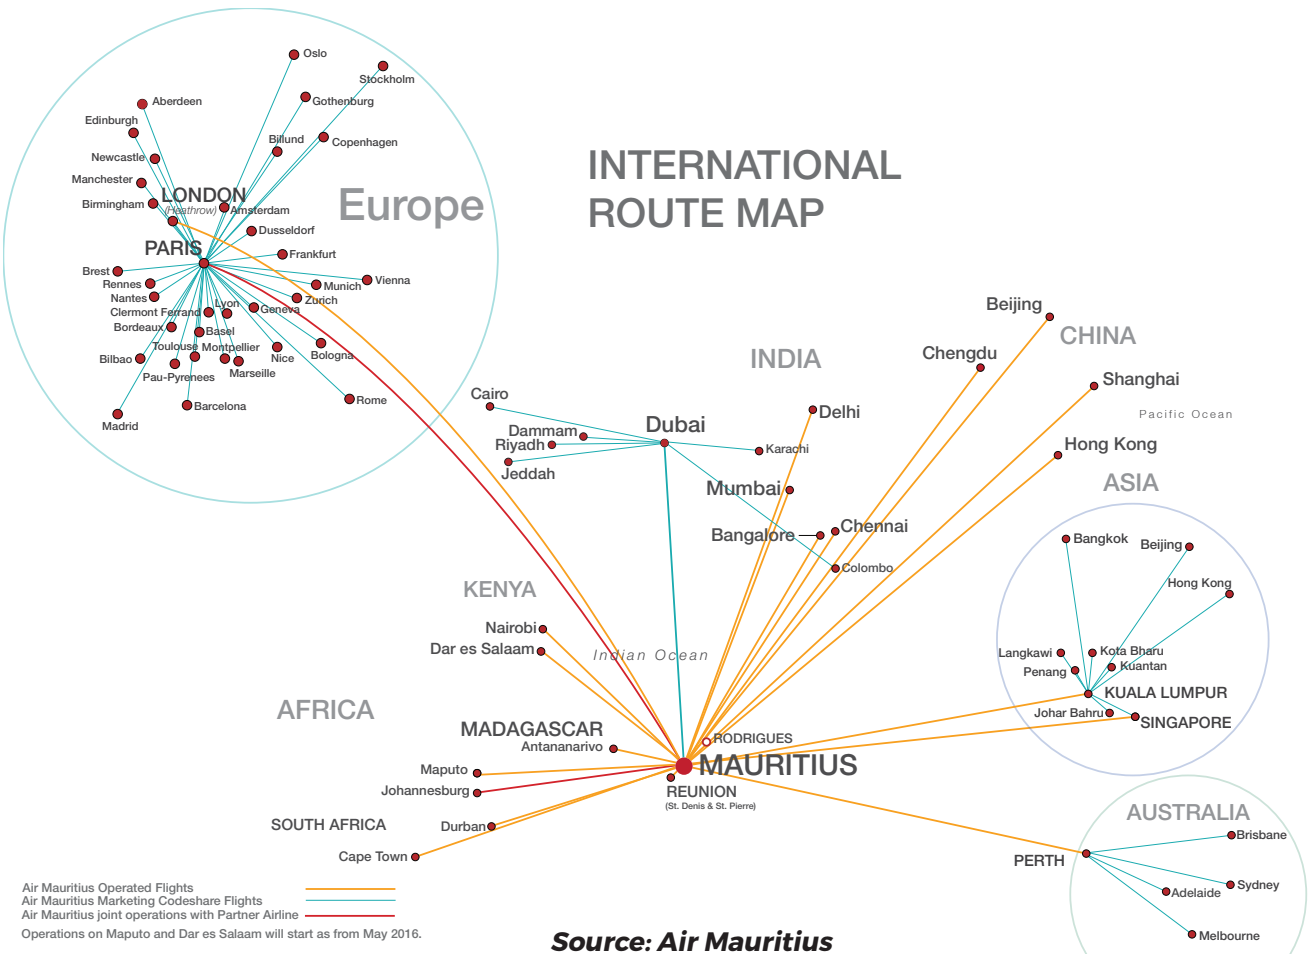 INTERNATIONAL
ROUTE MAP
Europe
Oslo
Stockholm
Aberdeen
Gothenburg
Edinburgh
Billund
Copenhagen
Newcastle
Manchester
LONDON
(Heathrow)
Birmingham
Amsterdam
Dusseldorf
PARIS
Frankfurt
Brest
Rennes
Munich
Vienna
Nantes
Zurich
Lyon
Clermont Ferrand
Geneva
Bordeaux
Basel
Toulouse
Montpellier
Bilbao
Nice
Bologna
Pau-Pyrenees
Marseille
Barcelona
Rome
Madrid
Cairo
Dammam
Riyadh
Jeddah
Dubai
Karachi
INDIA
Delhi
Mumbai
Bangalore
Chennai
Colombo
Beijing
CHINA
Chengdu
Shanghai
Pacific Ocean
Hong Kong
ASIA
Bangkok
Beijing
Hong Kong
Langkawi
Kota Bharu
Penang
Kuantan
KUALA LUMPUR
Johar Bahru
SINGAPORE
KENYA
Nairobi
Dar es Salaam
Indian Ocean
AFRICA
MADAGASCAR
Antananarivo
RODRIGUES
MAURITIUS
Maputo
Johannesburg
REUNION
(St. Denis & St. Pierre)
SOUTH AFRICA
Durban
Cape Town
AUSTRALIA
Brisbane
PERTH
Sydney
Adelaide
Melbourne
Air Mauritius Operated Flights
Air Mauritius Marketing Codeshare Flights
Air Mauritius joint operations with Partner Airline
Operations on Maputo and Dar es Salaam will start as from May 2016.
Source: Air Mauritius